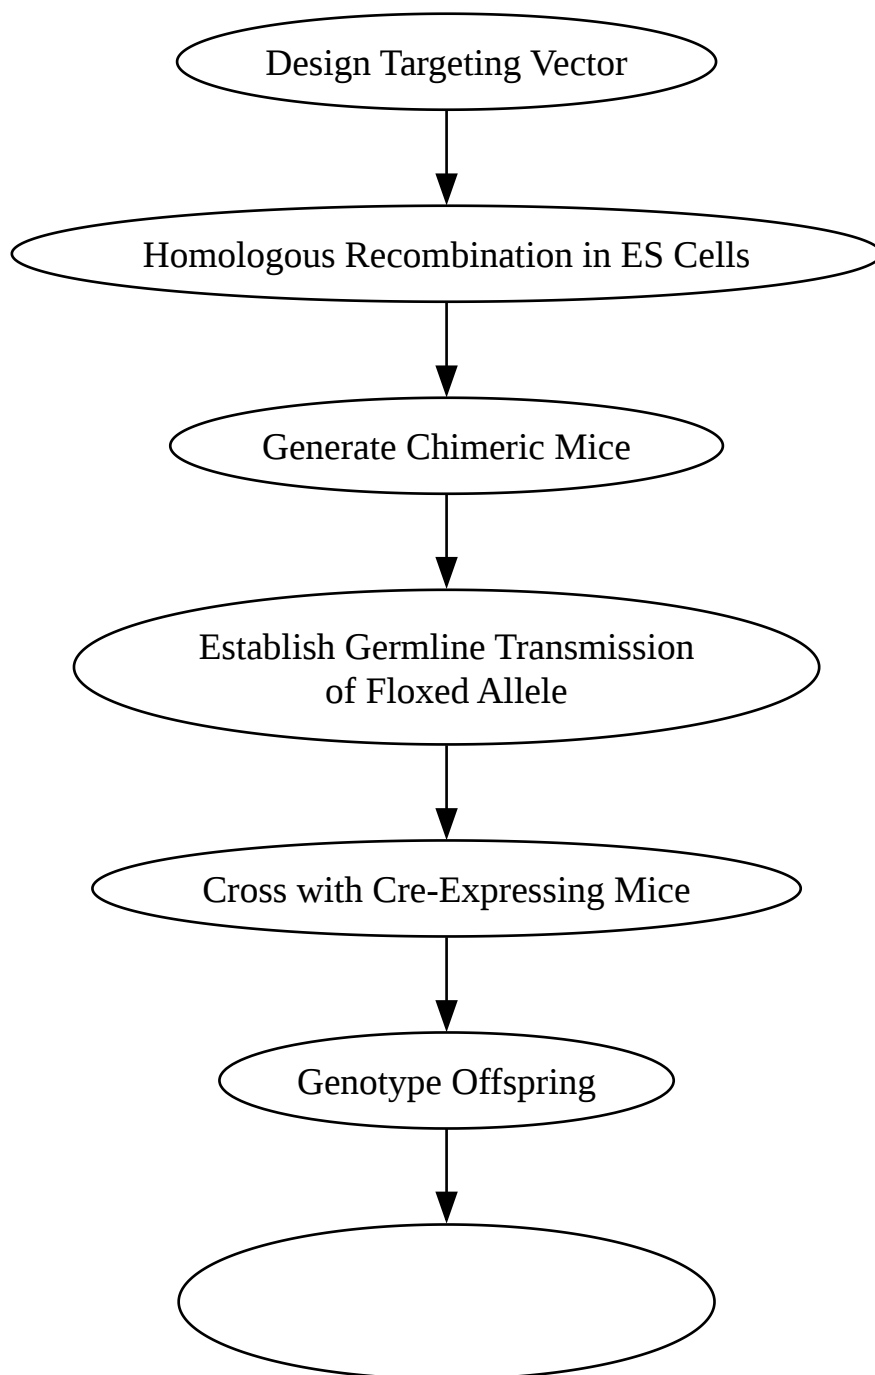 Design Targeting Vector
Homologous Recombination in ES Cells
Generate Chimeric Mice
Establish Germline Transmission
of Floxed Allele
Cross with Cre-Expressing Mice
Genotype Offspring